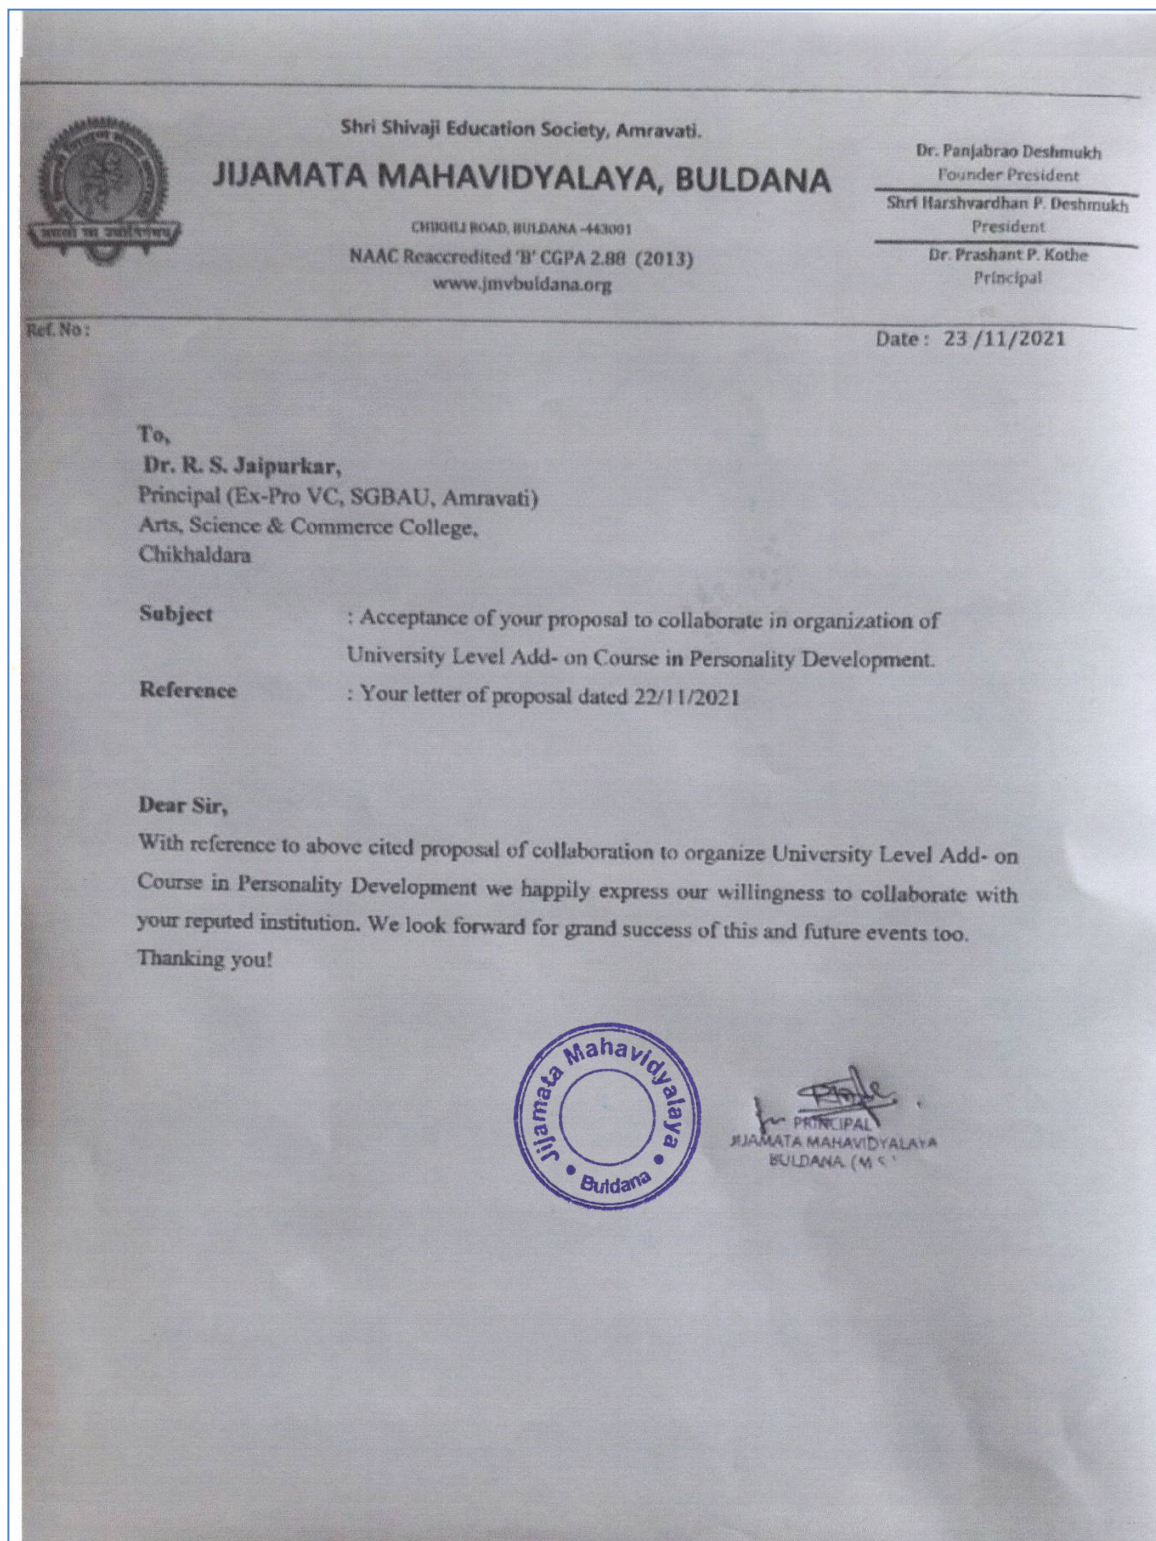 Shri Shivaji Education Society, Amravati.
JIJAMATA MAHAVIDYALAYA, BULDANA
CHIKHLI ROAD, BULDANA -443001
NAAC Reaccredited 'B' CGPA 2.88 (2013)
www.jmvbuldana.org
Dr. Panjabrao Deshmukh
Founder President
Shri Harshvardhan P. Deshmukh
President
Dr. Prashant P. Kothe
Principal
Ref. No :
Date : 23 /11/2021
To,
Dr. R. S. Jaipurkar,
Principal (Ex-Pro VC, SGBAU, Amravati)
Arts, Science & Commerce College,
Chikhaldara
Subject : Acceptance of your proposal to collaborate in organization of
University Level Add- on Course in Personality Development.
Reference : Your letter of proposal dated 22/11/2021
Dear Sir,
With reference to above cited proposal of collaboration to organize University Level Add- on
Course in Personality Development we happily express our willingness to collaborate with
your reputed institution. We look forward for grand success of this and future events too.
Thanking you!
Jijamata Mahavidyalaya
• Buldana •
PRINCIPAL
JIJAMATA MAHAVIDYALAYA
BULDANA (M S